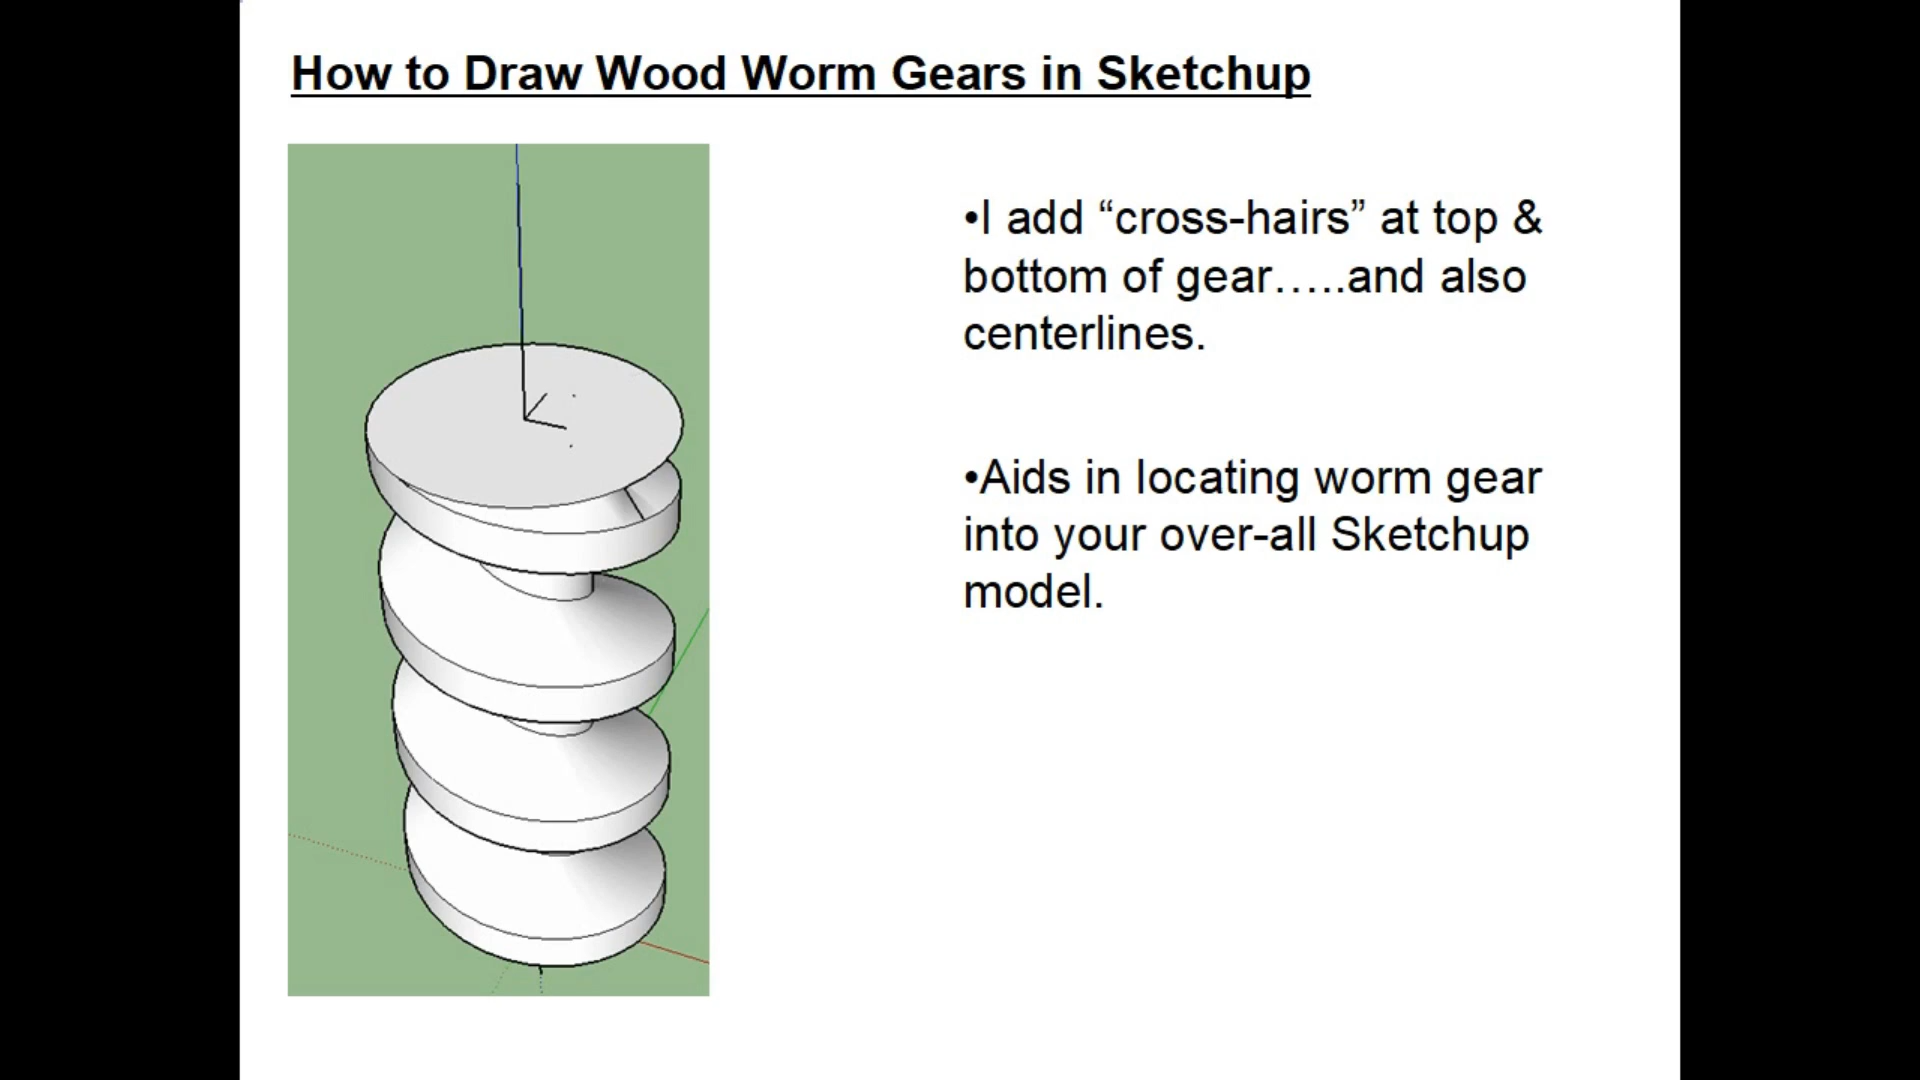 How to Draw Wood Worm Gears in Sketchup
•I add “cross-hairs” at top &
bottom of gear…..and also
centerlines.
•Aids in locating worm gear
into your over-all Sketchup
model.